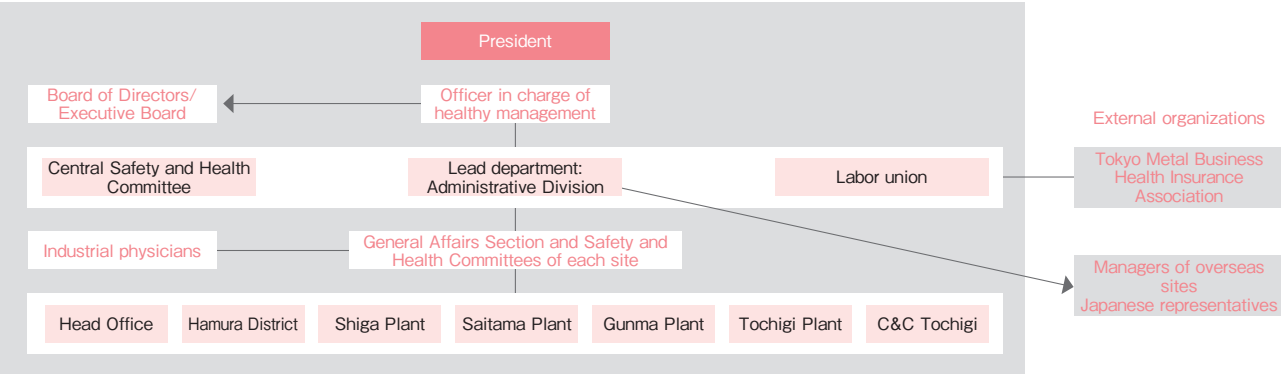 President
Board of Directors/
Executive Board
Officer in charge of
healthy management
External organizations
Central Safety and Health
Committee
Lead department:
Administrative Division
Labor union
Tokyo Metal Business
Health Insurance
Association
Industrial physicians
General Affairs Section and Safety and
Health Committees of each site
Managers of overseas
sites
Japanese representatives
Head Office
Hamura District
Shiga Plant
Saitama Plant
Gunma Plant
Tochigi Plant
C&C Tochigi